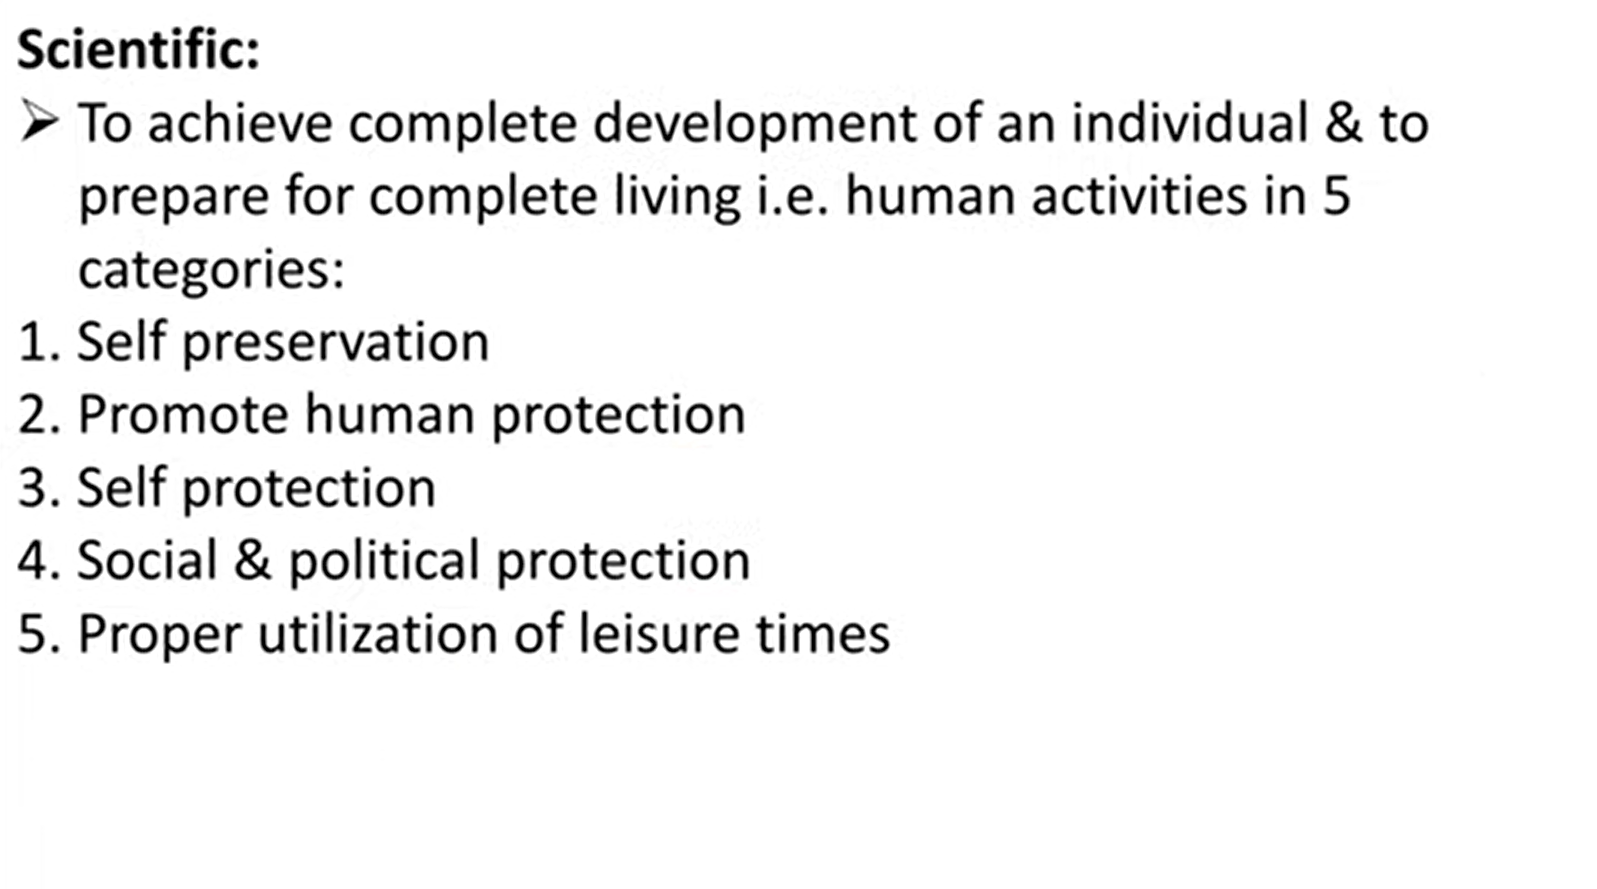 Scientific:
➢ To achieve complete development of an individual & to
prepare for complete living i.e. human activities in 5
categories:
1. Self preservation
2. Promote human protection
3. Self protection
4. Social & political protection
5. Proper utilization of leisure times